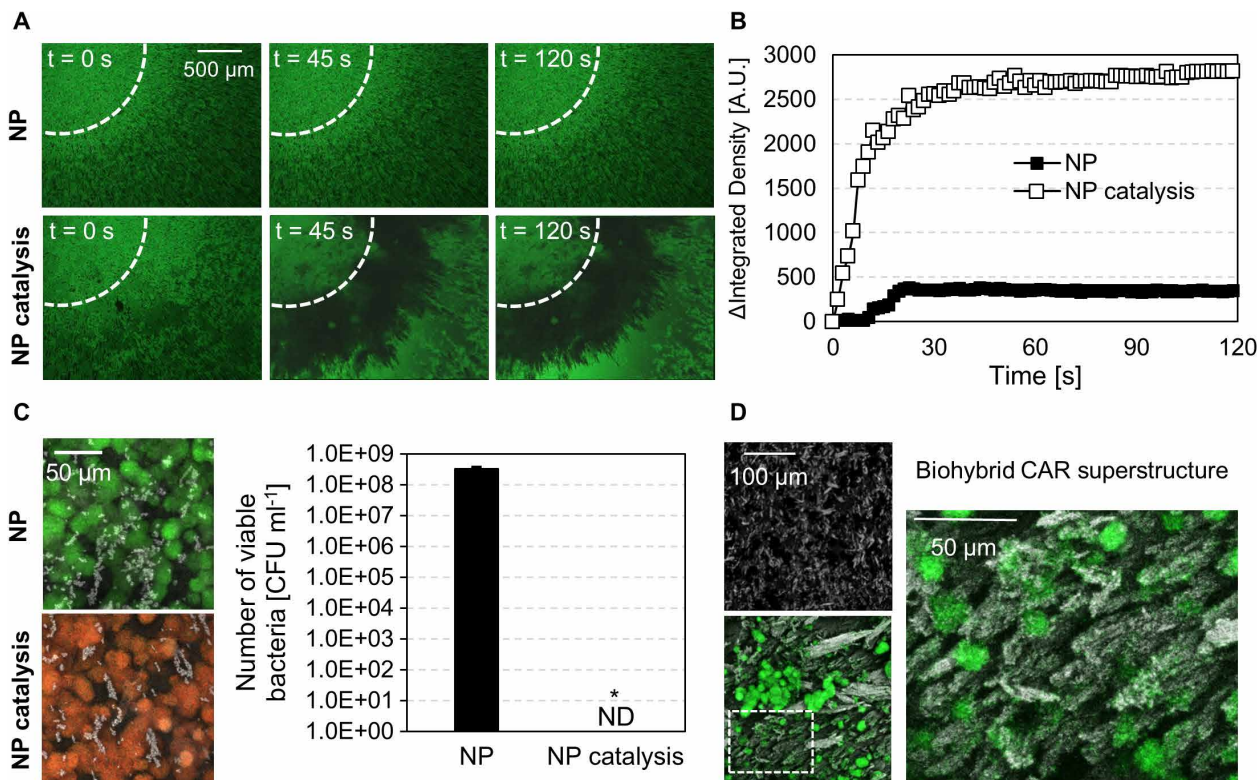 A
NP
t = 0 s
500 µm
t = 45 s
t = 120 s
NP catalysis
t = 0 s
t = 45 s
t = 120 s
B
ΔIntegrated Density [A.U.]
3000
2500
2000
1500
1000
500
0
NP
NP catalysis
0 30 60 90 120
Time [s]
C
NP
50 µm
NP catalysis
Number of viable
bacteria [CFU ml-1]
1.0E+09
1.0E+08
1.0E+07
1.0E+06
1.0E+05
1.0E+04
1.0E+03
1.0E+02
1.0E+01
1.0E+00
*
ND
NP NP catalysis
D
100 µm
Biohybrid CAR superstructure
50 µm